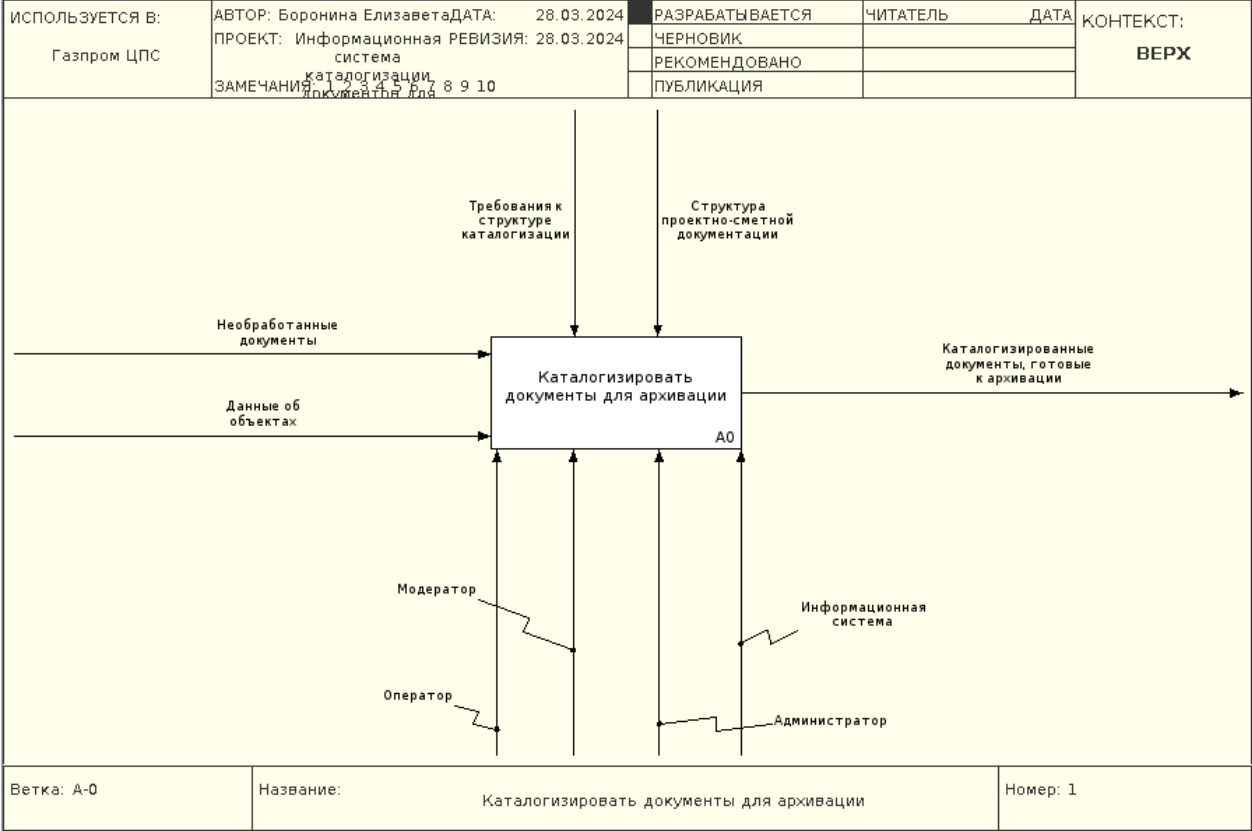 ИСПОЛЬЗУЕТСЯ В:
Газпром ЦПС
АВТОР: Боронина Елизавета
ДАТА: 28.03.2024
ПРОЕКТ: Информационная
система
каталогизации
документов для
РЕВИЗИЯ: 28.03.2024
ЗАМЕЧАНИЯ: 1 2 3 4 5 6 7 8 9 10
РАЗРАБАТЫВАЕТСЯ
ЧЕРНОВИК
РЕКОМЕНДОВАНО
ПУБЛИКАЦИЯ
ЧИТАТЕЛЬ ДАТА
КОНТЕКСТ:
ВЕРХ
Требования к
структуре
каталогизации
Структура
проектно-сметной
документации
Необработанные
документы
Данные об
объектах
Каталогизировать
документы для архивации
A0
Каталогизированные
документы, готовые
к архивации
Модератор
Информационная
система
Оператор
Администратор
Ветка: A-0
Название:
Каталогизировать документы для архивации
Номер: 1